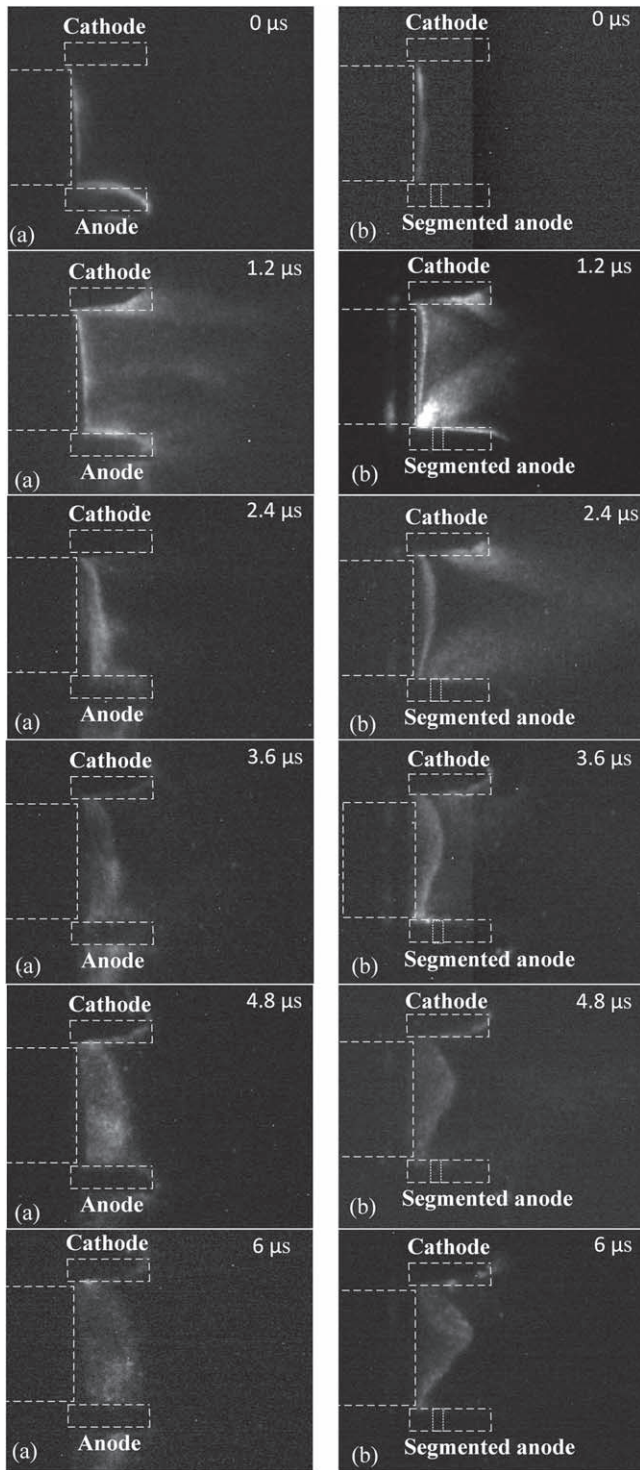 Cathode
0 μs
(a)
Anode
Cathode
0 μs
(b)
Segmented anode
Cathode
1.2 μs
(a)
Anode
Cathode
1.2 μs
(b)
Segmented anode
Cathode
2.4 μs
(a)
Anode
Cathode
2.4 μs
(b)
Segmented anode
Cathode
3.6 μs
(a)
Anode
Cathode
3.6 μs
(b)
Segmented anode
Cathode
4.8 μs
(a)
Anode
Cathode
4.8 μs
(b)
Segmented anode
Cathode
6 μs
(a)
Anode
Cathode
6 μs
(b)
Segmented anode